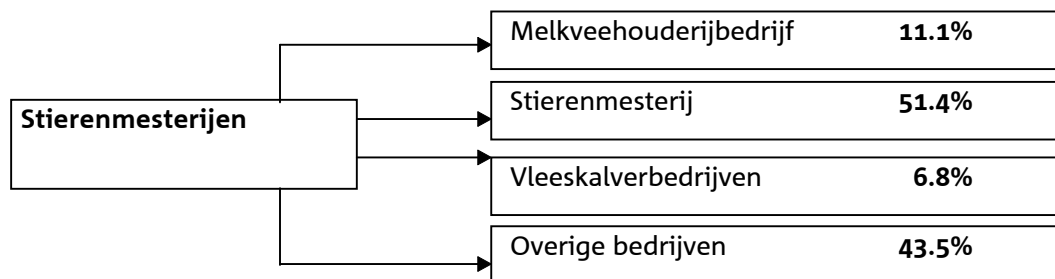 Stierenmesterijen
Melkveehouderijbedrijf 11.1%
Stierenmesterij 51.4%
Vleeskalverbedrijven 6.8%
Overige bedrijven 43.5%